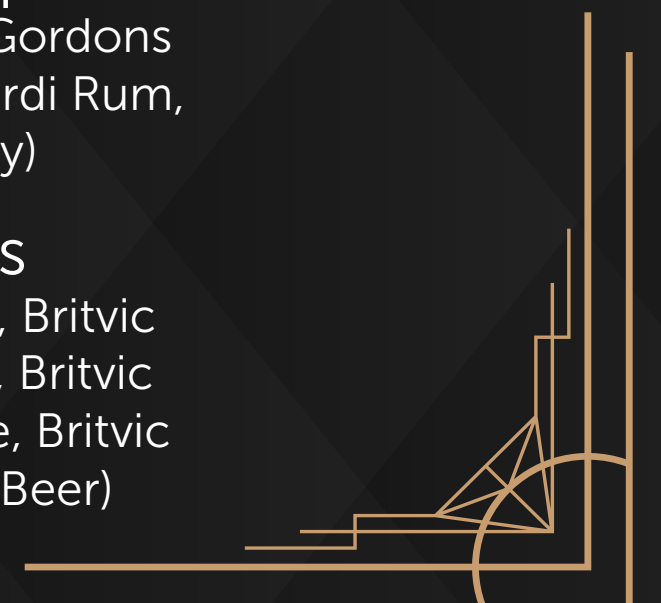 Gordons
rdi Rum,
y)
s
, Britvic
, Britvic
e, Britvic
Beer)